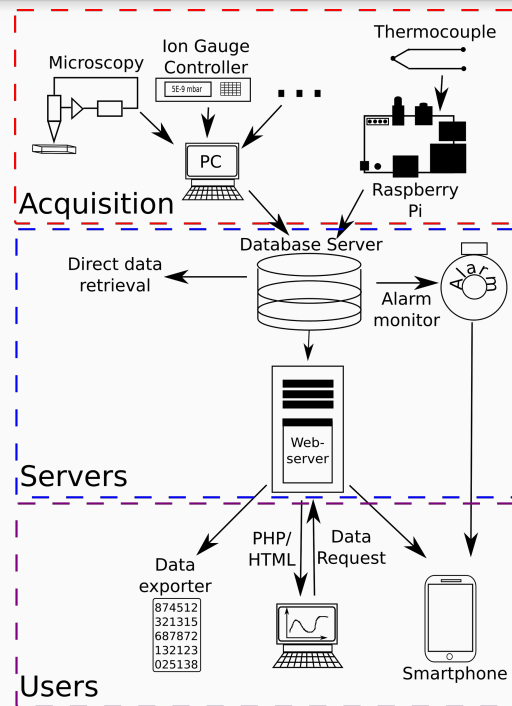 Thermocouple
Ion Gauge
Controller
Microscopy
5E-9 mbar
...
PC
Raspberry
Pi
Acquisition
Database Server
Direct data
retrieval
Alarm
Alarm
monitor
Web-
server
Servers
PHP/
HTML
Data
Request
Data
exporter
874512
321315
687872
132123
025138
Smartphone
Users